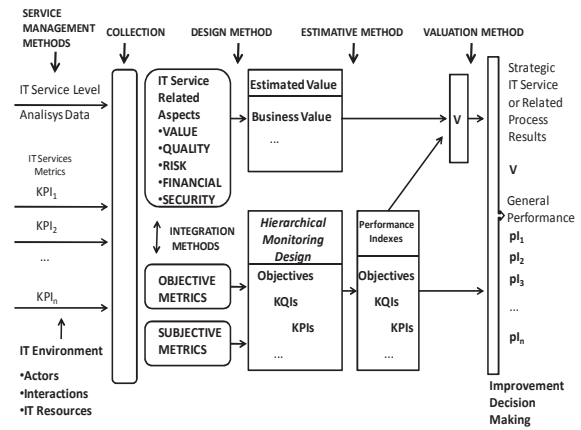 SERVICE
MANAGEMENT
METHODS
COLLECTION
DESIGN METHOD
ESTIMATIVE METHOD
VALUATION METHOD
IT Service Level
Analisys Data
IT Services
Metrics
KPI1
KPI2
...
KPIn
IT Environment
•Actors
•Interactions
•IT Resources
IT Service
Related
Aspects
•VALUE
•QUALITY
•RISK
•FINANCIAL
•SECURITY
INTEGRATION
METHODS
OBJECTIVE
METRICS
SUBJECTIVE
METRICS
Estimated Value
Business Value
...
Hierarchical
Monitoring
Design
Objectives
KQIs
KPIs
...
Performance
Indexes
Objectives
KQIs
KPIs
...
V
Strategic
IT Service
or Related
Process
Results
V
General
Performance
pI1
pI2
pI3
...
pIn
Improvement
Decision
Making